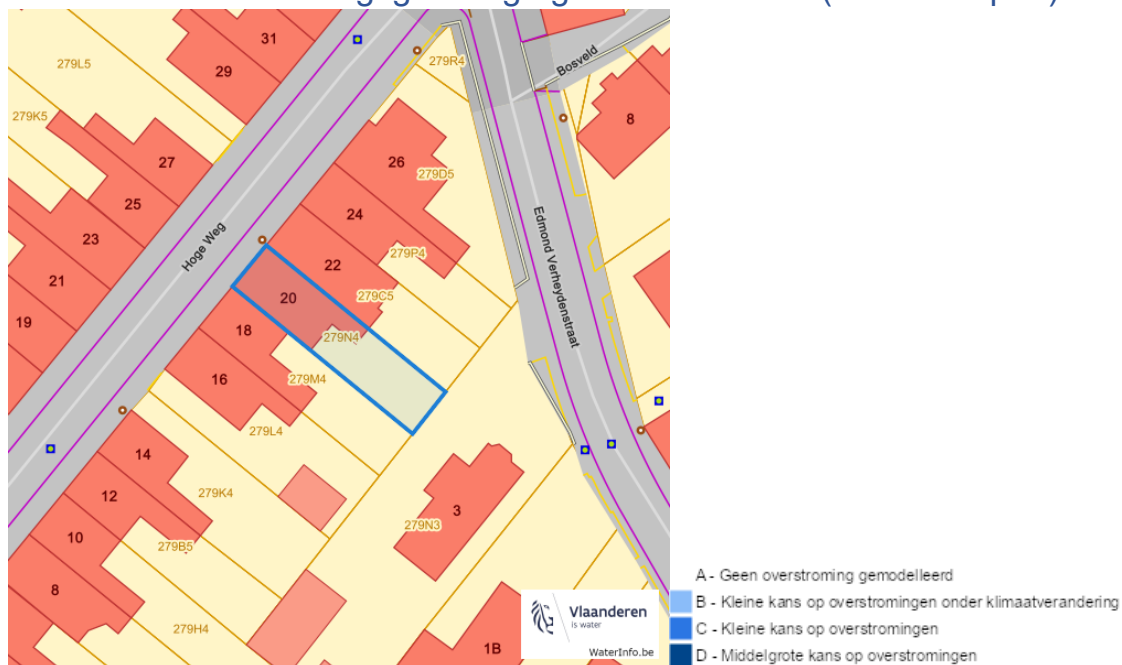 31
29
279L5
279R4
Bosveld
8
279K5
27
26
279D5
25
24
23
Hoge Weg
22
279P4
Edmond Verheydenstraat
21
20
279C5
19
18
279N4
16
279M4
279L4
14
12
279K4
3
279N3
10
279B5
8
279H4
1B
Vlaanderen
is water
WaterInfo.be
A - Geen overstroming gemodelleerd
B - Kleine kans op overstromingen onder klimaatverandering
C - Kleine kans op overstromingen
D - Middelgrote kans op overstromingen